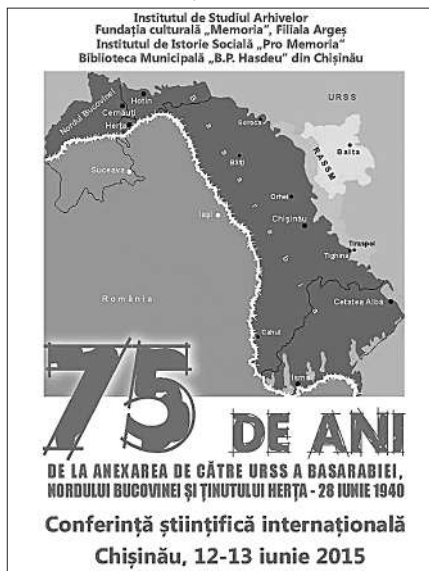 Institutul de Studiul Arhivelor
Fundația culturală „Memoria”, Filiala Argeș
Institutul de Istorie Socială „Pro Memoria”
Biblioteca Municipală „B.P. Hasdeu” din Chișinău
Nordul Bucovinei
Hotin
Cernăuți
Herța
URSS
Soroca
Balta
RASSM
Suceava
Bălți
Orhei
Iași
Chișinău
Tiraspol
Tighina
România
Cetatea Albă
Cahul
Ismail
75 DE ANI
DE LA ANEXAREA DE CĂTRE URSS A BASARABIEI,
NORDULUI BUCOVINEI ȘI ȚINUTULUI HERȚA - 28 IUNIE 1940
Conferință științifică internațională
Chișinău, 12-13 iunie 2015